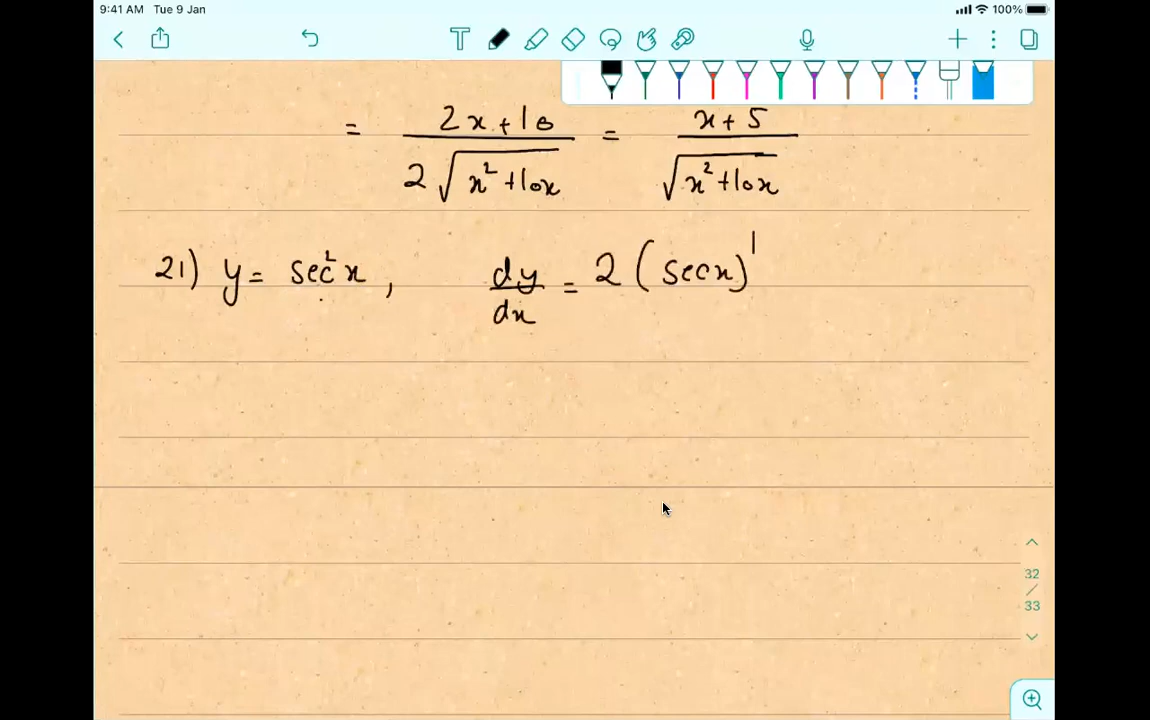 9:41 AM Tue 9 Jan 100%
T
= 2x+10 / 2√(x²+10x) = x+5 / √(x²+10x)
21) y = sec²x , dy/dx = 2(secx)¹
32
/
33